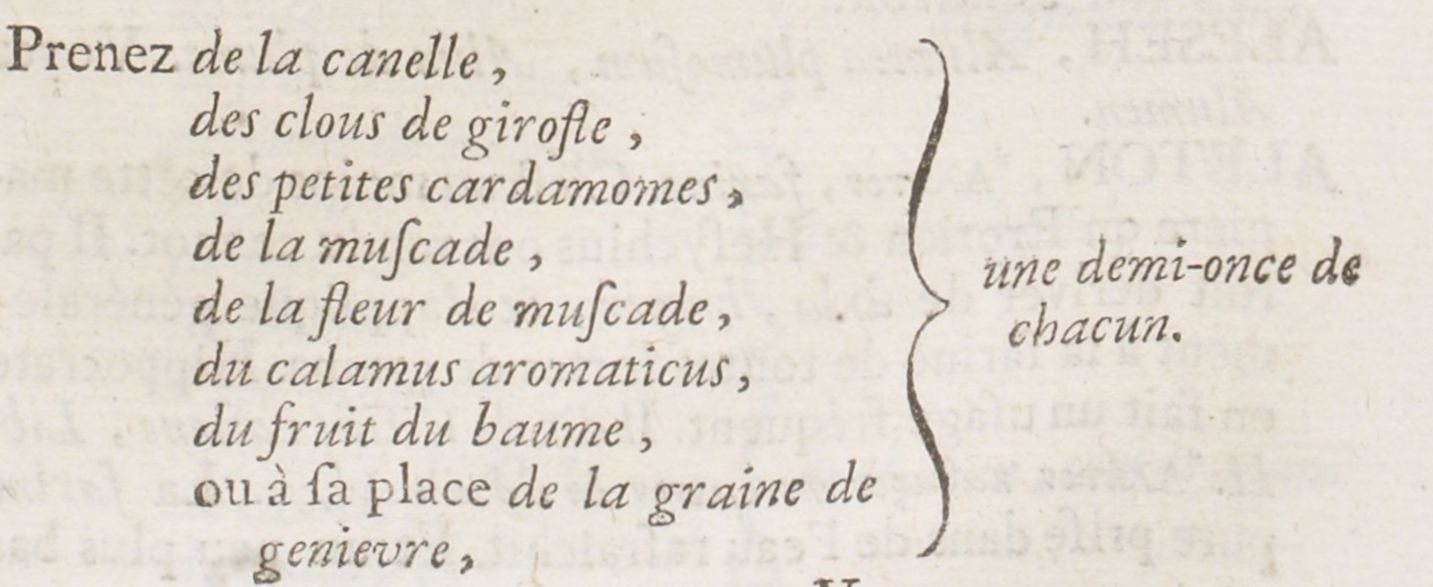 Prenez de la canelle,
des clous de girofle,
des petites cardamomes,
de la muſcade,
de la fleur de muſcade,
du calamus aromaticus,
du fruit du baume,
ou à ſa place de la graine de
genievre,
une demi-once de
chacun.